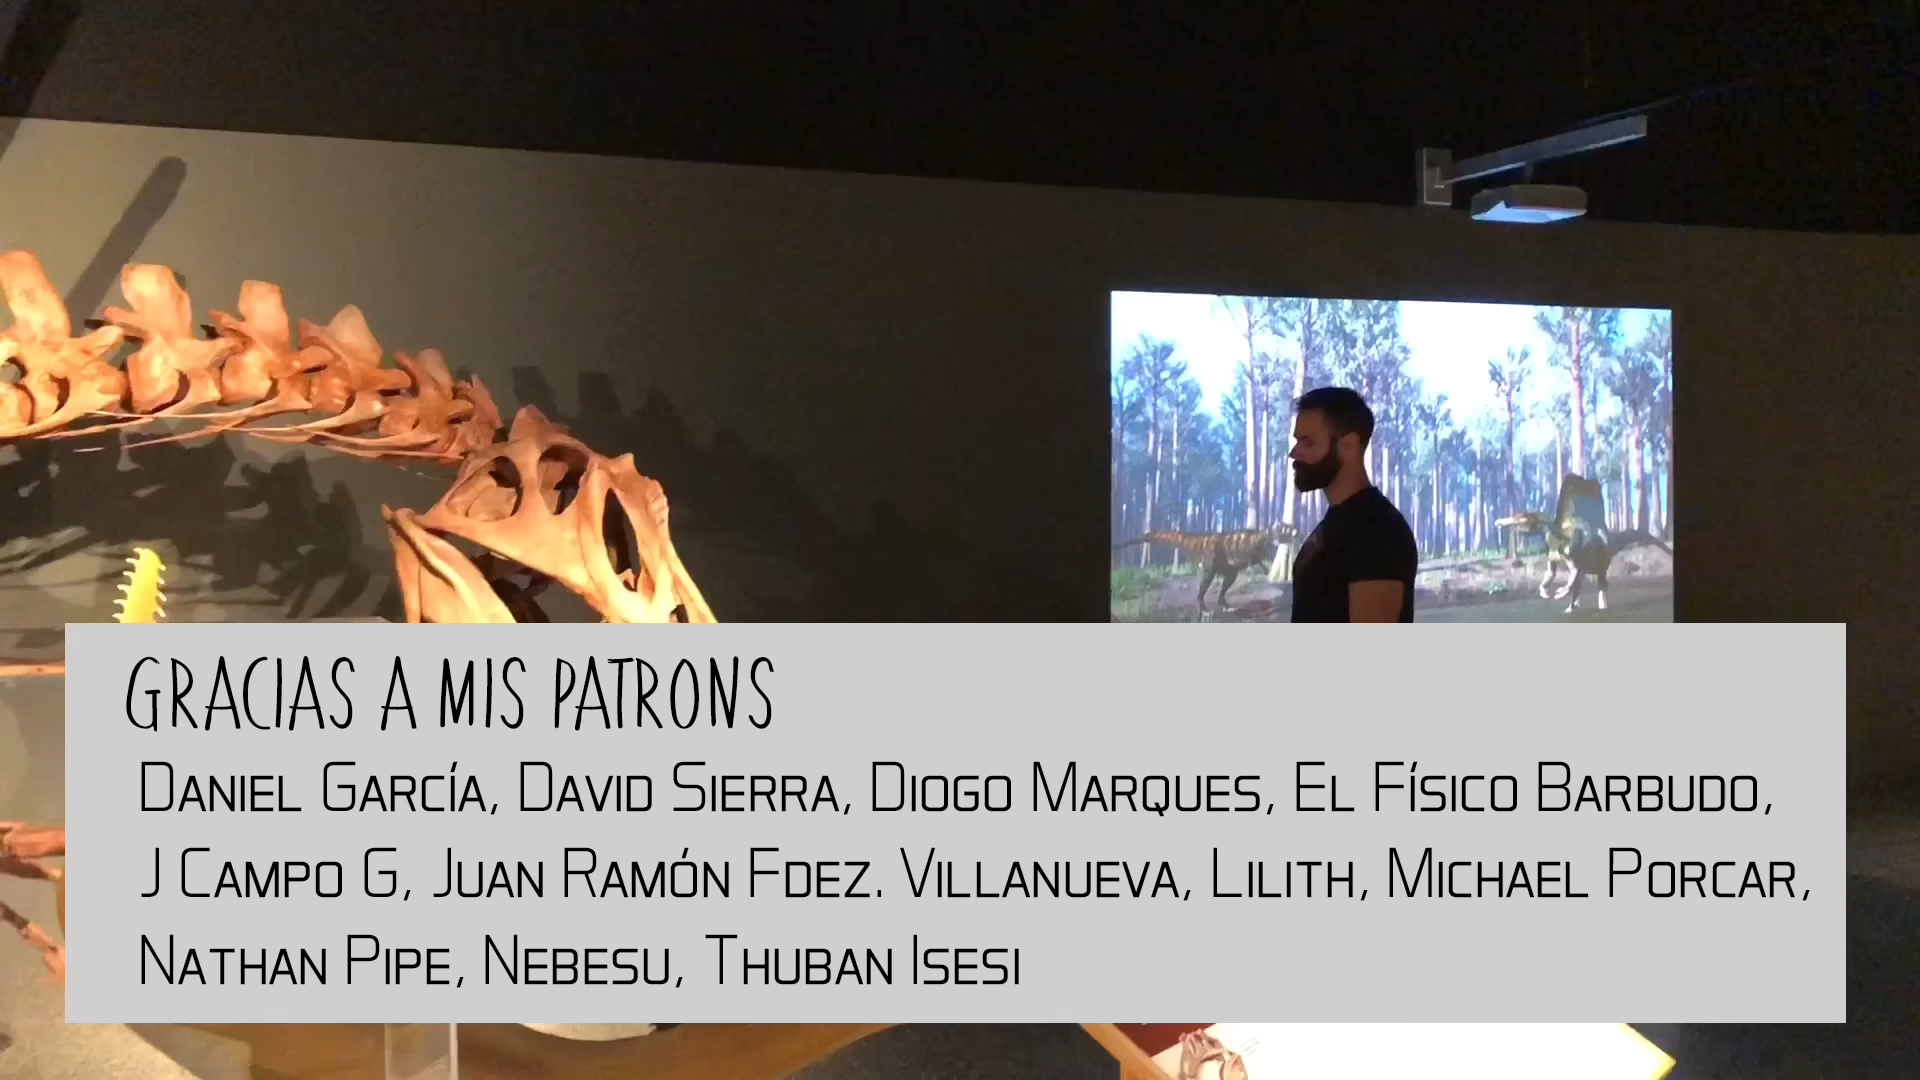 GRACIAS A MIS PATRONS
Daniel García, David Sierra, Diogo Marques, El Físico Barbudo,
J Campo G, Juan Ramón Fdez. Villanueva, Lilith, Michael Porcar,
Nathan Pipe, Nebesu, Thuban Isesi